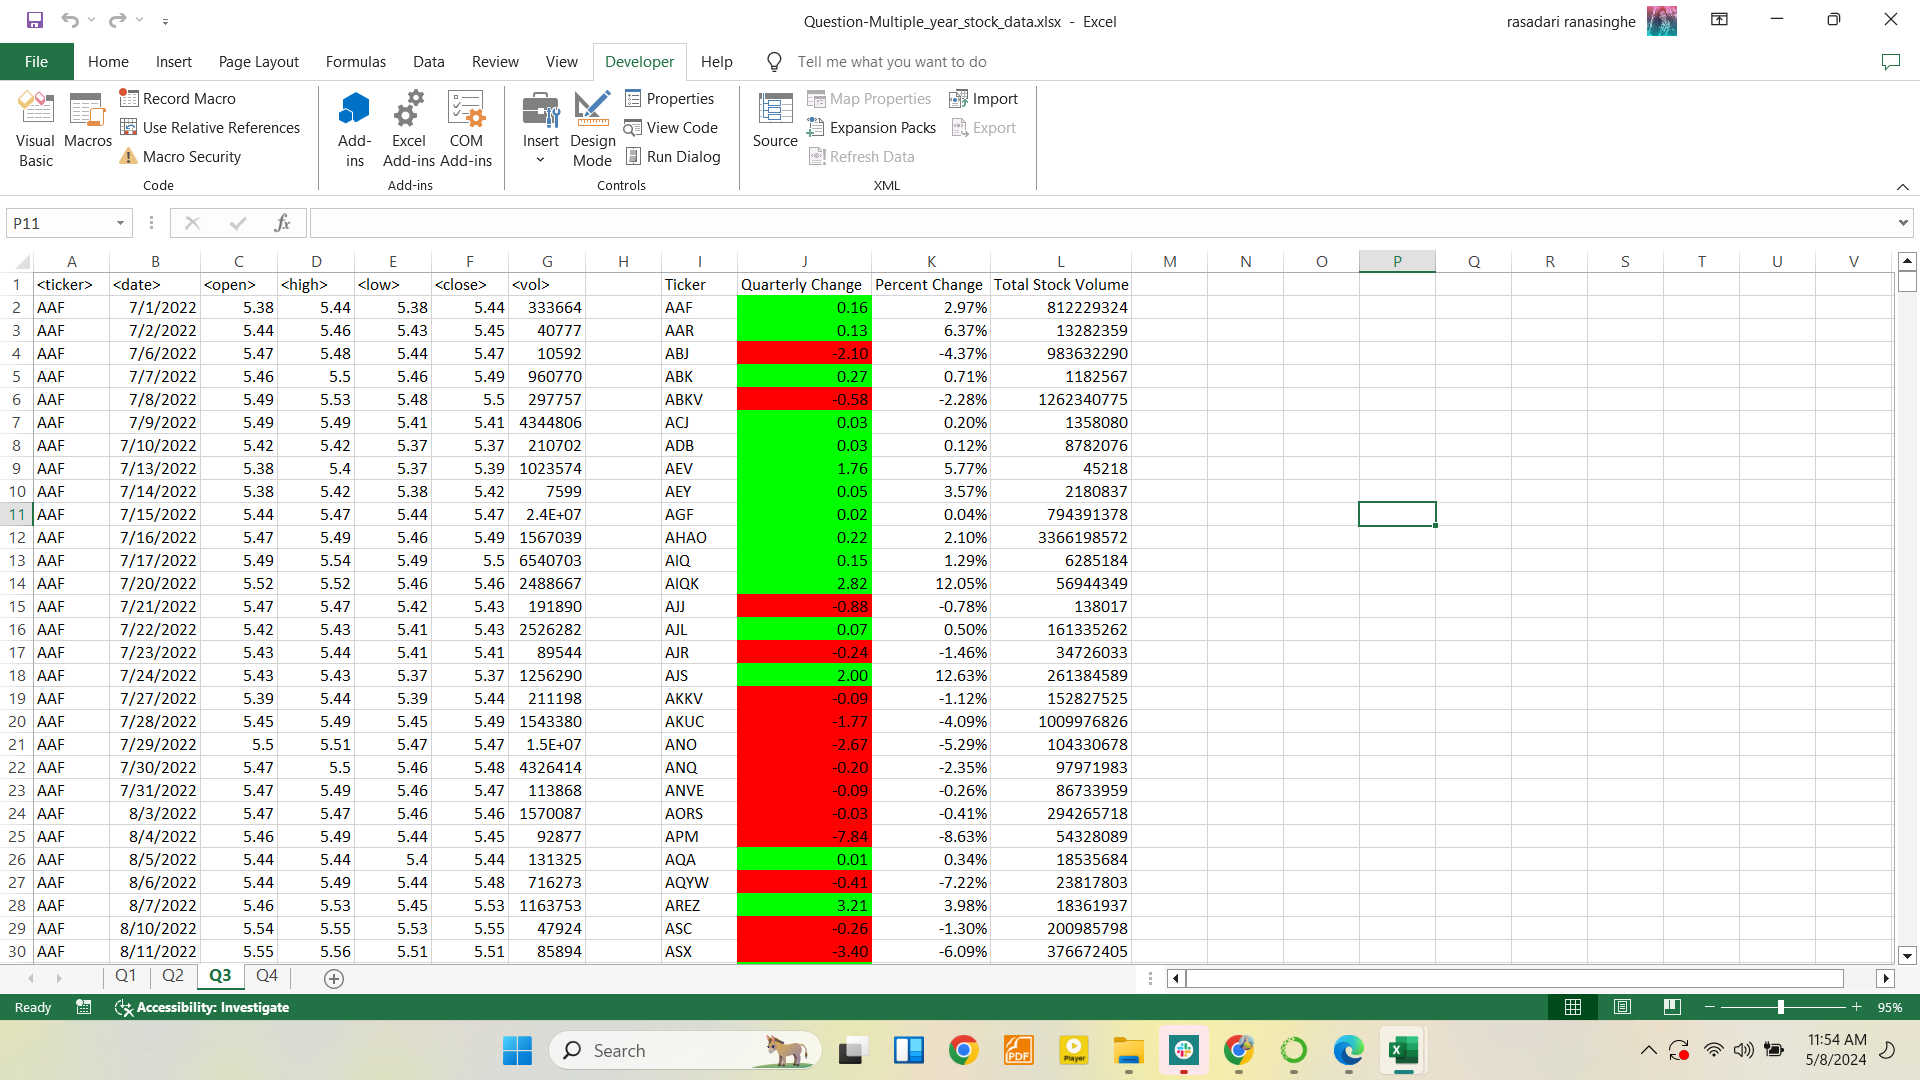 Question-Multiple_year_stock_data.xlsx - Excel
rasadari ranasinghe
File Home Insert Page Layout Formulas Data Review View Developer Help Tell me what you want to do
Visual Basic
Macros
Record Macro
Use Relative References
Macro Security
Code
Add-ins
Excel Add-ins
COM Add-ins
Add-ins
Insert
Design Mode
Properties
View Code
Run Dialog
Controls
Source
Map Properties
Expansion Packs
Refresh Data
Import
Export
XML
P11
fx
A B C D E F G H I J K L M N O P Q R S T U V
1 <ticker> <date> <open> <high> <low> <close> <vol> Ticker Quarterly Change Percent Change Total Stock Volume
2 AAF 7/1/2022 5.38 5.44 5.38 5.44 333664 AAF 0.16 2.97% 812229324
3 AAF 7/2/2022 5.44 5.46 5.43 5.45 40777 AAR 0.13 6.37% 13282359
4 AAF 7/6/2022 5.47 5.48 5.44 5.47 10592 ABJ -2.10 -4.37% 983632290
5 AAF 7/7/2022 5.46 5.5 5.46 5.49 960770 ABK 0.27 0.71% 1182567
6 AAF 7/8/2022 5.49 5.53 5.48 5.5 297757 ABKV -0.58 -2.28% 1262340775
7 AAF 7/9/2022 5.49 5.49 5.41 5.41 4344806 ACJ 0.03 0.20% 1358080
8 AAF 7/10/2022 5.42 5.42 5.37 5.37 210702 ADB 0.03 0.12% 8782076
9 AAF 7/13/2022 5.38 5.4 5.37 5.39 1023574 AEV 1.76 5.77% 45218
10 AAF 7/14/2022 5.38 5.42 5.38 5.42 7599 AEY 0.05 3.57% 2180837
11 AAF 7/15/2022 5.44 5.47 5.44 5.47 2.4E+07 AGF 0.02 0.04% 794391378
12 AAF 7/16/2022 5.47 5.49 5.46 5.49 1567039 AHAO 0.22 2.10% 3366198572
13 AAF 7/17/2022 5.49 5.54 5.49 5.5 6540703 AIQ 0.15 1.29% 6285184
14 AAF 7/20/2022 5.52 5.52 5.46 5.46 2488667 AIQK 2.82 12.05% 56944349
15 AAF 7/21/2022 5.47 5.47 5.42 5.43 191890 AJJ -0.88 -0.78% 138017
16 AAF 7/22/2022 5.42 5.43 5.41 5.43 2526282 AJL 0.07 0.50% 161335262
17 AAF 7/23/2022 5.43 5.44 5.41 5.41 89544 AJR -0.24 -1.46% 34726033
18 AAF 7/24/2022 5.43 5.43 5.37 5.37 1256290 AJS 2.00 12.63% 261384589
19 AAF 7/27/2022 5.39 5.44 5.39 5.44 211198 AKKV -0.09 -1.12% 152827525
20 AAF 7/28/2022 5.45 5.49 5.45 5.49 1543380 AKUC -1.77 -4.09% 1009976826
21 AAF 7/29/2022 5.5 5.51 5.47 5.47 1.5E+07 ANO -2.67 -5.29% 104330678
22 AAF 7/30/2022 5.47 5.5 5.46 5.48 4326414 ANQ -0.20 -2.35% 97971983
23 AAF 7/31/2022 5.47 5.49 5.46 5.47 113868 ANVE -0.09 -0.26% 86733959
24 AAF 8/3/2022 5.47 5.47 5.46 5.46 1570087 AORS -0.03 -0.41% 294265718
25 AAF 8/4/2022 5.46 5.49 5.44 5.45 92877 APM -7.84 -8.63% 54328089
26 AAF 8/5/2022 5.44 5.44 5.4 5.44 131325 AQA 0.01 0.34% 18535684
27 AAF 8/6/2022 5.44 5.49 5.44 5.48 716273 AQYW -0.41 -7.22% 23817803
28 AAF 8/7/2022 5.46 5.53 5.45 5.53 1163753 AREZ 3.21 3.98% 18361937
29 AAF 8/10/2022 5.54 5.55 5.53 5.55 47924 ASC -0.26 -1.30% 200985798
30 AAF 8/11/2022 5.55 5.56 5.51 5.51 85894 ASX -3.40 -6.09% 376672405
Q1 Q2 Q3 Q4
Ready Accessibility: Investigate 95%
Search
PDF
Player
11:54 AM
5/8/2024